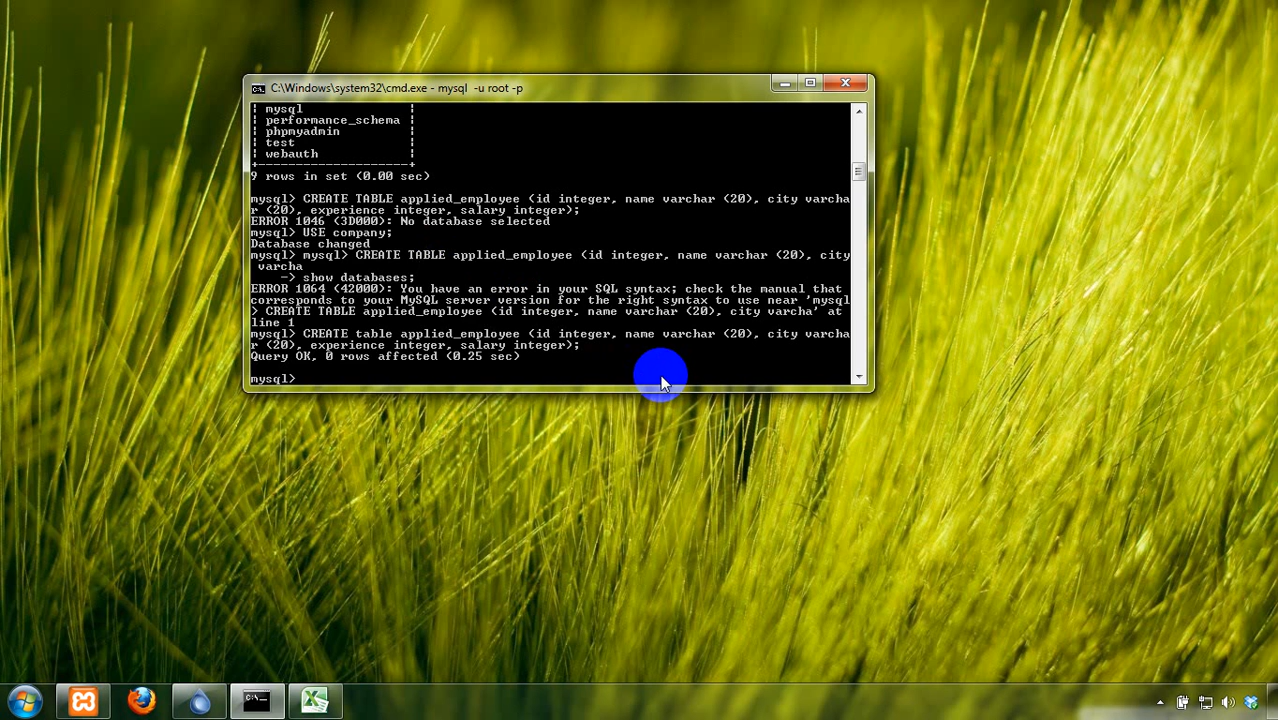 C:\Windows\system32\cmd.exe - mysql -u root -p
| mysql |
| performance_schema |
| phpmyadmin |
| test |
| webauth |
+--------------------+
9 rows in set (0.00 sec)
mysql> CREATE TABLE applied_employee (id integer, name varchar (20), city varcha
r (20), experience integer, salary integer);
ERROR 1046 (3D000): No database selected
mysql> USE company;
Database changed
mysql> mysql> CREATE TABLE applied_employee (id integer, name varchar (20), city
varcha
-> show databases;
ERROR 1064 (42000): You have an error in your SQL syntax; check the manual that
corresponds to your MySQL server version for the right syntax to use near 'mysql
> CREATE TABLE applied_employee (id integer, name varchar (20), city varcha' at
line 1
mysql> CREATE table applied_employee (id integer, name varchar (20), city varcha
r (20), experience integer, salary integer);
Query OK, 0 rows affected (0.25 sec)
mysql>
C:\_